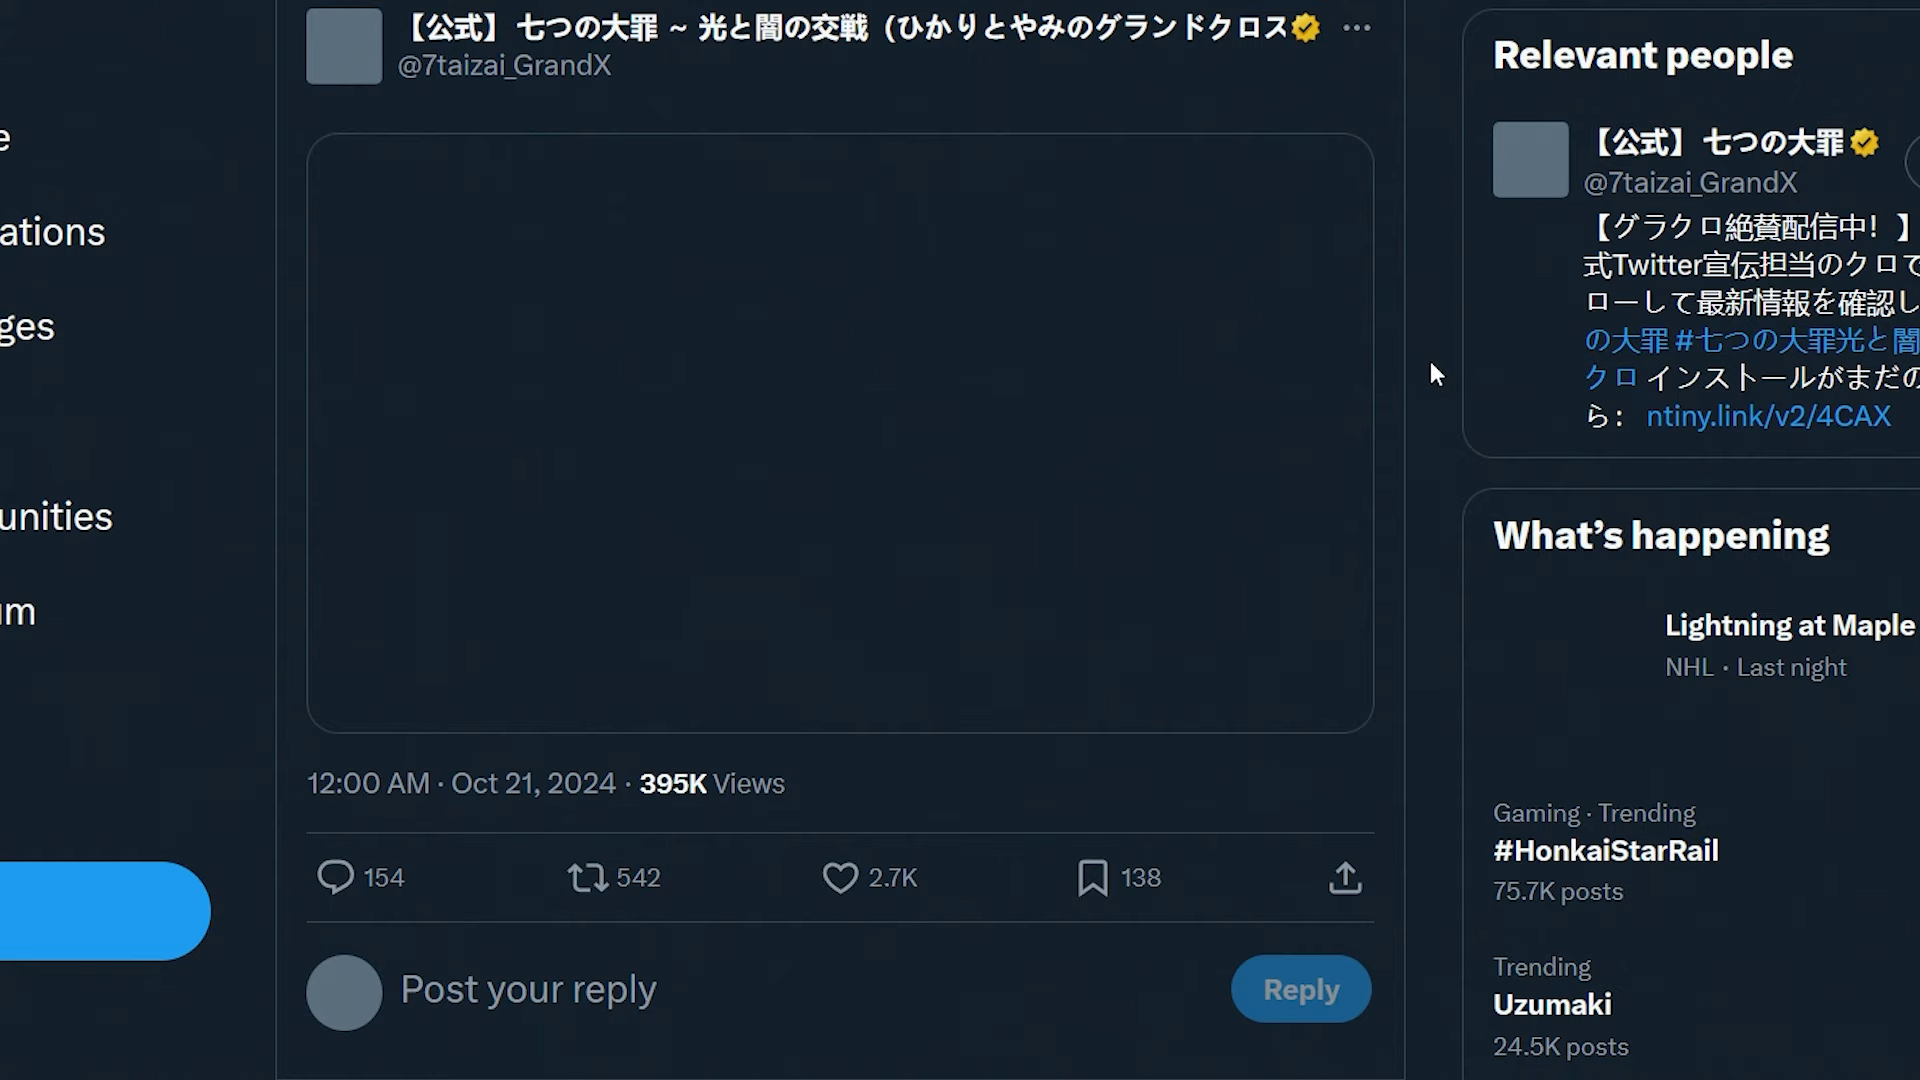 【公式】七つの大罪 ~ 光と闇の交戦（ひかりとやみのグランドクロス
@7taizai_GrandX
e
ations
ges
unities
um
12:00 AM · Oct 21, 2024 · 395K Views
154 542 2.7K 138
Post your reply
Reply
Relevant people
【公式】七つの大罪
@7taizai_GrandX
【グラクロ絶賛配信中！】
式Twitter宣伝担当のクロで
ローして最新情報を確認し
の大罪 #七つの大罪光と闇
クロ インストールがまだの
ら： ntiny.link/v2/4CAX
What’s happening
Lightning at Maple
NHL · Last night
Gaming · Trending
#HonkaiStarRail
75.7K posts
Trending
Uzumaki
24.5K posts